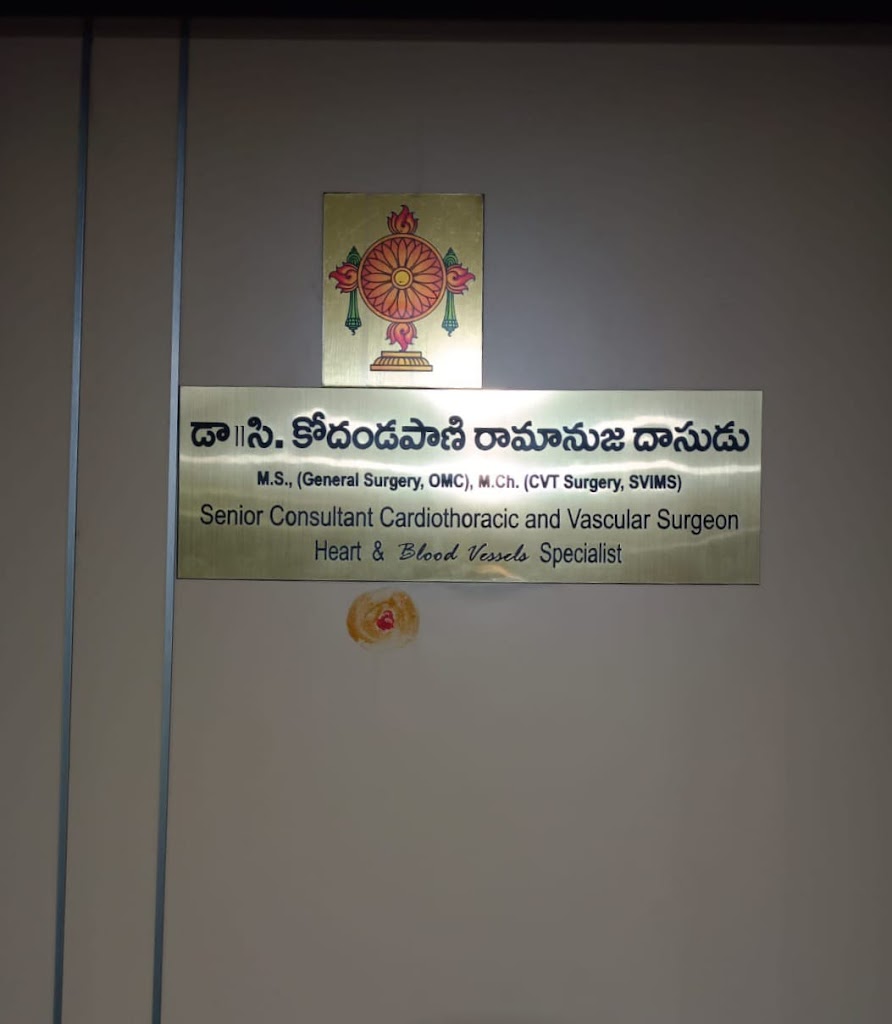 డా॥సి. కోదండపాణి రామానుజ దాసుడు
M.S., (General Surgery, OMC), M.Ch. (CVT Surgery, SVIMS)
Senior Consultant Cardiothoracic and Vascular Surgeon
Heart & Blood Vessels Specialist